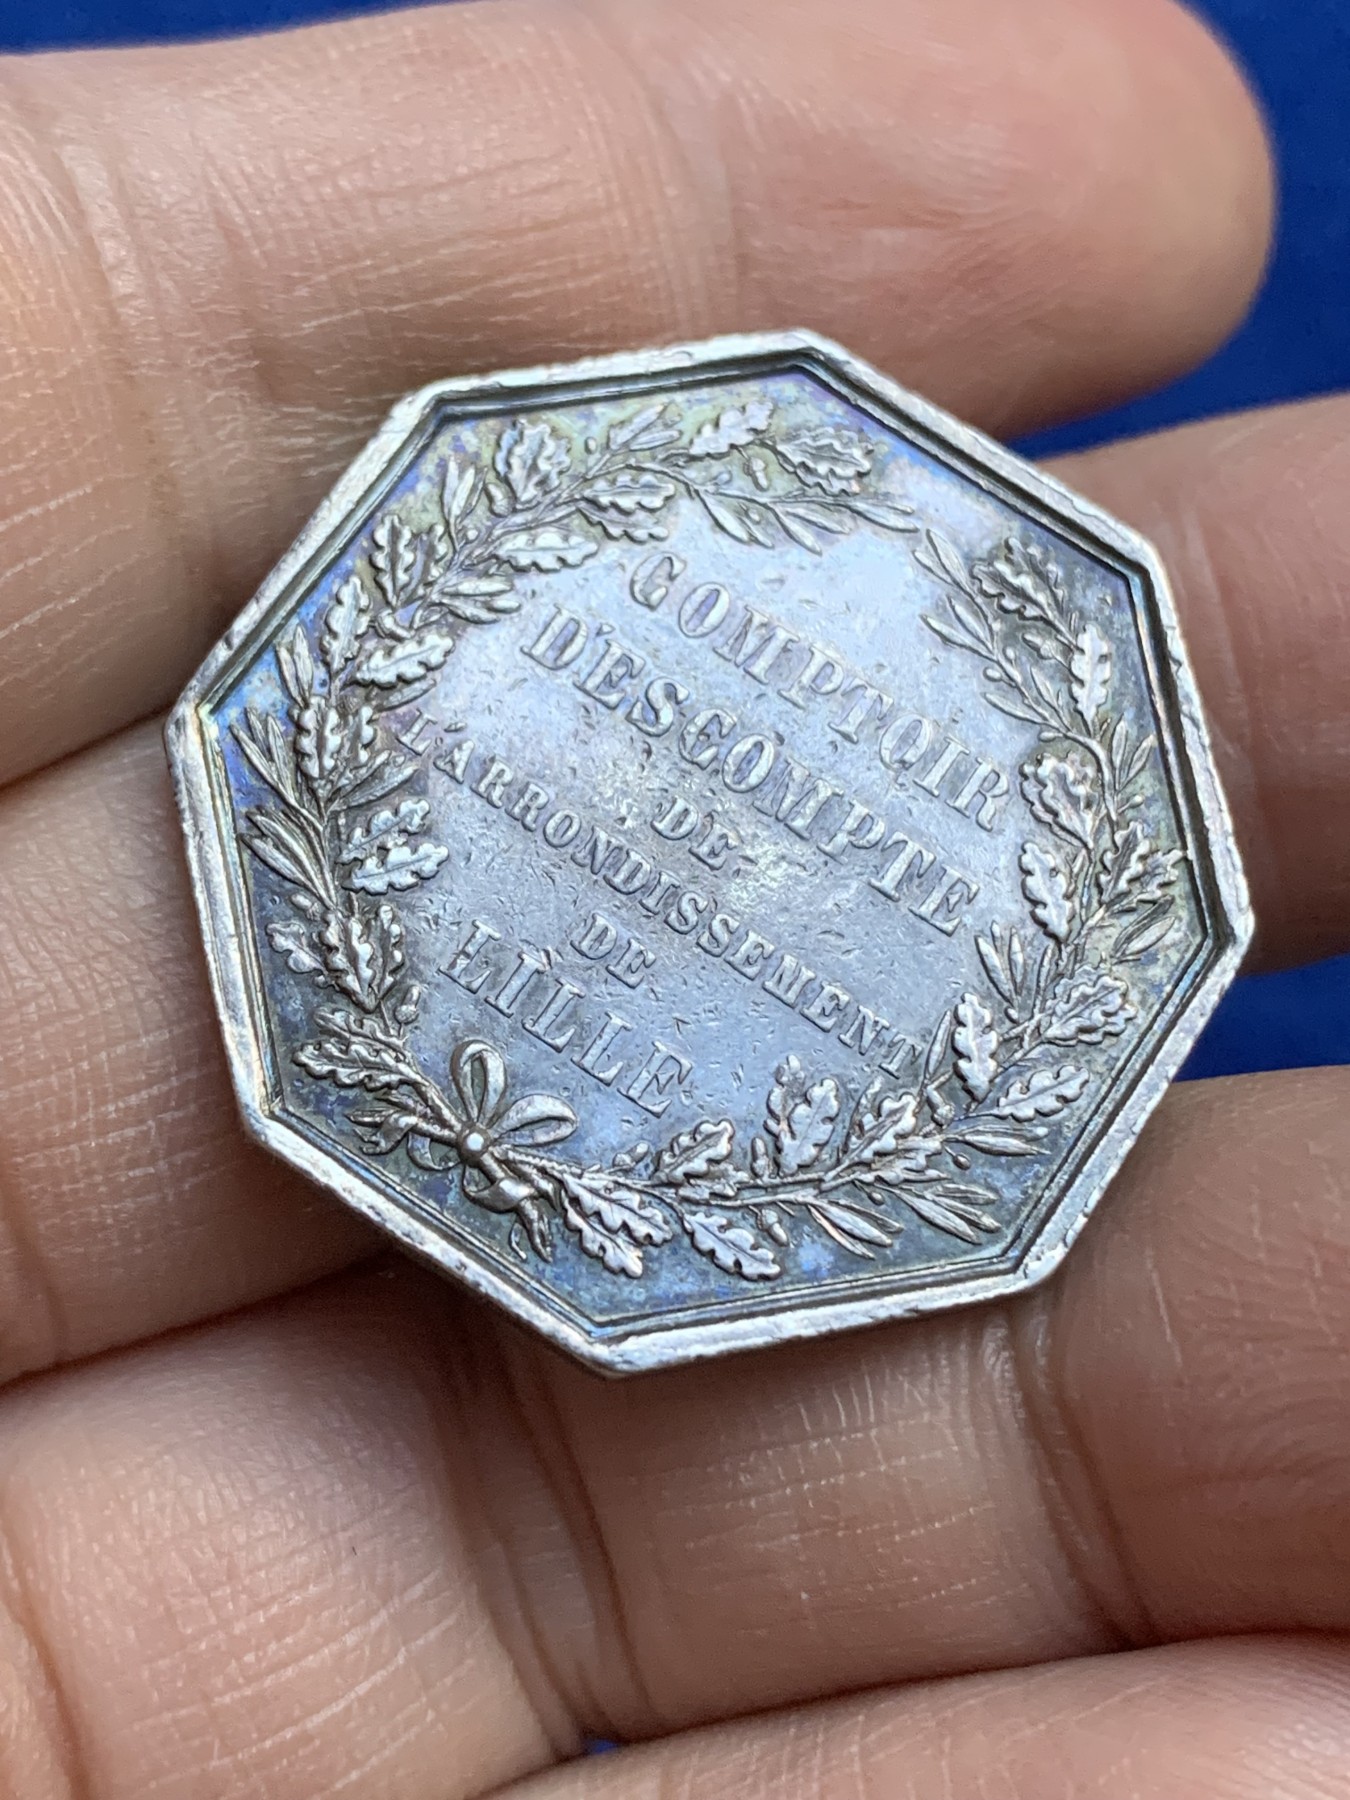 COMPTOIR
D'ESCOMPTE
DE
L'ARRONDISSEMENT
DE
LILLE